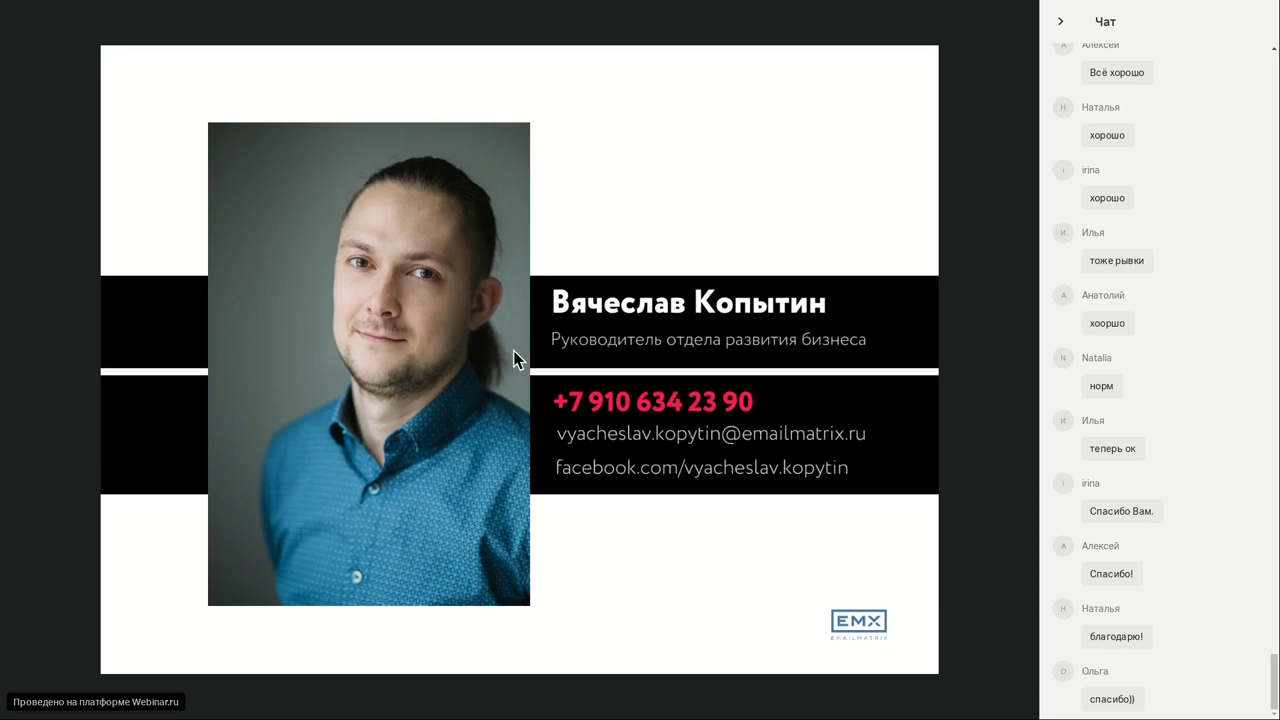 Вячеслав Копытин
Руководитель отдела развития бизнеса
+7 910 634 23 90
vyacheslav.kopytin@emailmatrix.ru
facebook.com/vyacheslav.kopytin
EMX
EMAILMATRIX
Проведено на платформе Webinar.ru
Чат
А
Алексей
Всё хорошо
Н
Наталья
хорошо
i
irina
хорошо
И
Илья
тоже рывки
А
Анатолий
хооршо
N
Natalia
норм
И
Илья
теперь ок
i
irina
Спасибо Вам.
А
Алексей
Спасибо!
Н
Наталья
благодарю!
О
Ольга
спасибо))